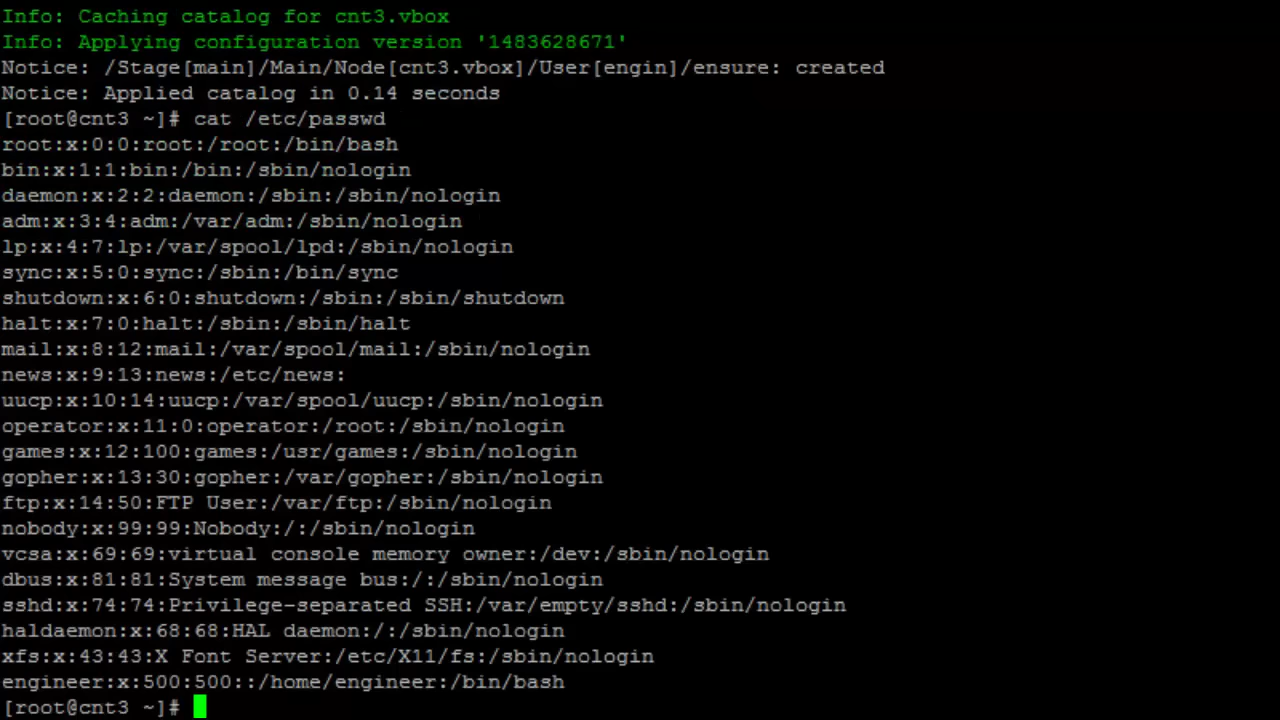 Info: Caching catalog for cnt3.vbox
Info: Applying configuration version '1483628671'
Notice: /Stage[main]/Main/Node[cnt3.vbox]/User[engin]/ensure: created
Notice: Applied catalog in 0.14 seconds
[root@cnt3 ~]# cat /etc/passwd
root:x:0:0:root:/root:/bin/bash
bin:x:1:1:bin:/bin:/sbin/nologin
daemon:x:2:2:daemon:/sbin:/sbin/nologin
adm:x:3:4:adm:/var/adm:/sbin/nologin
lp:x:4:7:lp:/var/spool/lpd:/sbin/nologin
sync:x:5:0:sync:/sbin:/bin/sync
shutdown:x:6:0:shutdown:/sbin:/sbin/shutdown
halt:x:7:0:halt:/sbin:/sbin/halt
mail:x:8:12:mail:/var/spool/mail:/sbin/nologin
news:x:9:13:news:/etc/news:
uucp:x:10:14:uucp:/var/spool/uucp:/sbin/nologin
operator:x:11:0:operator:/root:/sbin/nologin
games:x:12:100:games:/usr/games:/sbin/nologin
gopher:x:13:30:gopher:/var/gopher:/sbin/nologin
ftp:x:14:50:FTP User:/var/ftp:/sbin/nologin
nobody:x:99:99:Nobody:/:/sbin/nologin
vcsa:x:69:69:virtual console memory owner:/dev:/sbin/nologin
dbus:x:81:81:System message bus:/:/sbin/nologin
sshd:x:74:74:Privilege-separated SSH:/var/empty/sshd:/sbin/nologin
haldaemon:x:68:68:HAL daemon:/:/sbin/nologin
xfs:x:43:43:X Font Server:/etc/X11/fs:/sbin/nologin
engineer:x:500:500::/home/engineer:/bin/bash
[root@cnt3 ~]#